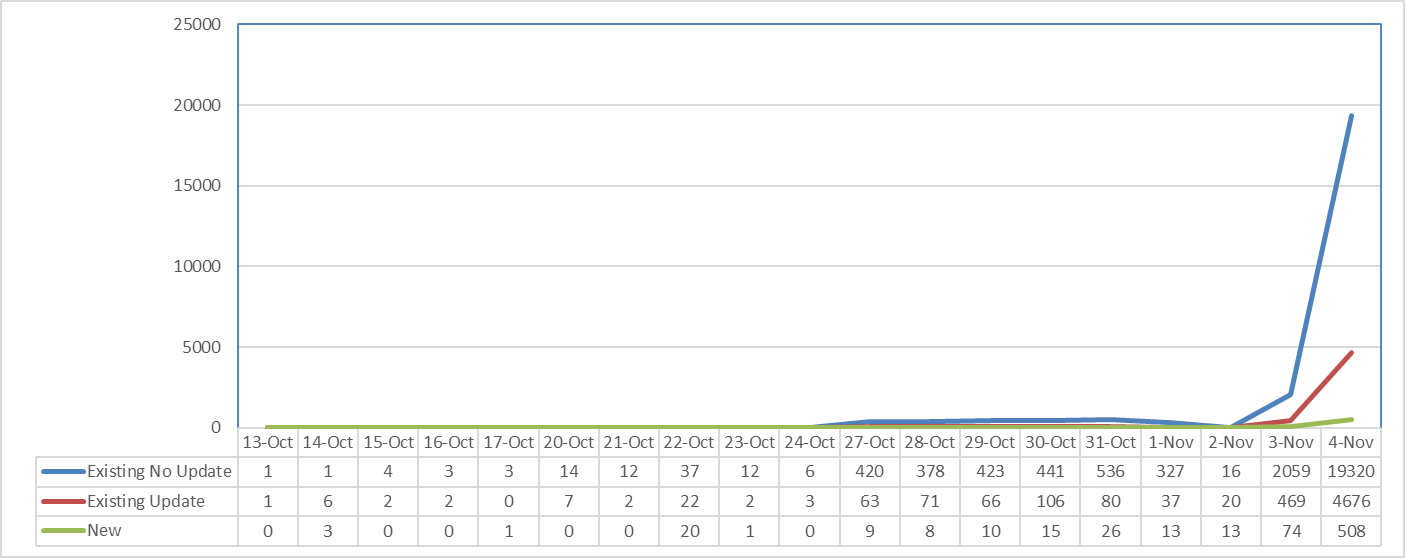 25000
20000
15000
10000
5000
0
13-Oct 14-Oct 15-Oct 16-Oct 17-Oct 20-Oct 21-Oct 22-Oct 23-Oct 24-Oct 27-Oct 28-Oct 29-Oct 30-Oct 31-Oct 1-Nov 2-Nov 3-Nov 4-Nov
Existing No Update 1 1 4 3 3 14 12 37 12 6 420 378 423 441 536 327 16 2059 19320
Existing Update 1 6 2 2 0 7 2 22 2 3 63 71 66 106 80 37 20 469 4676
New 0 3 0 0 1 0 0 20 1 0 9 8 10 15 26 13 13 74 508